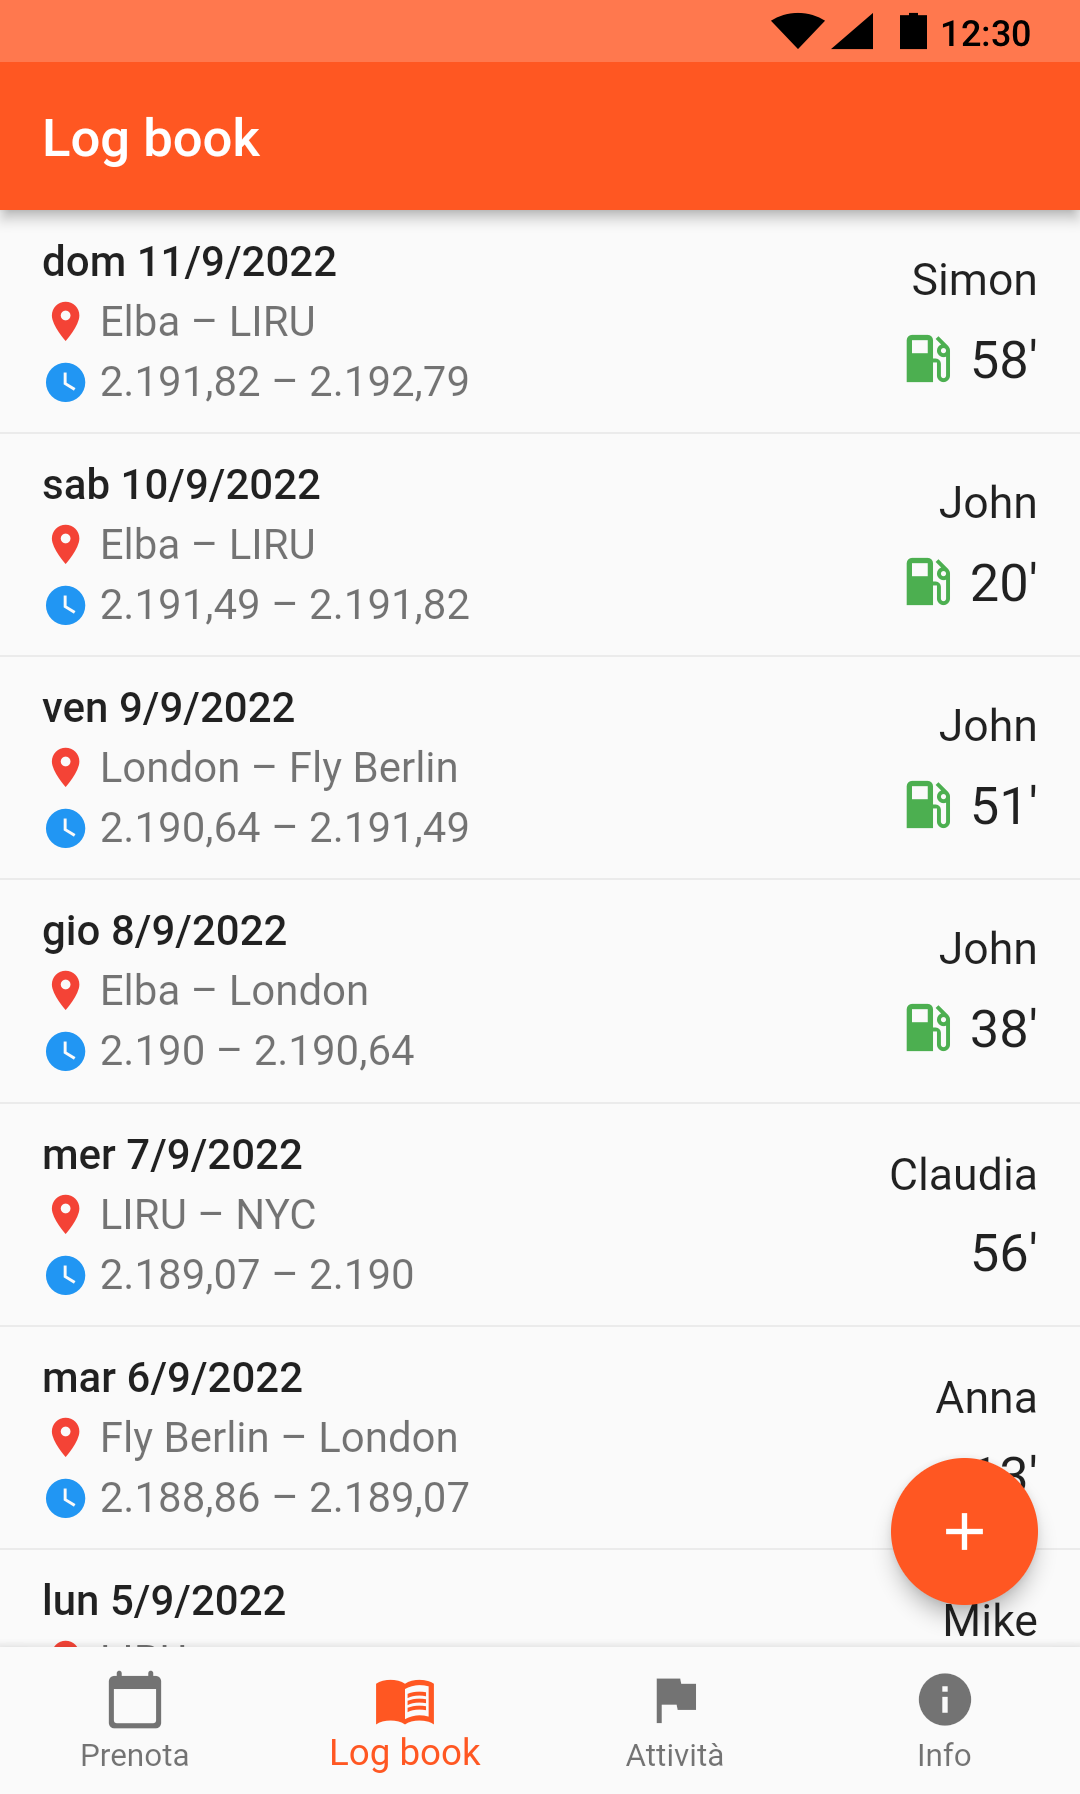 12:30
Log book
dom 11/9/2022
Simon
Elba – LIRU
58'
2.191,82 – 2.192,79
sab 10/9/2022
John
Elba – LIRU
20'
2.191,49 – 2.191,82
ven 9/9/2022
John
London – Fly Berlin
51'
2.190,64 – 2.191,49
gio 8/9/2022
John
Elba – London
38'
2.190 – 2.190,64
mer 7/9/2022
Claudia
LIRU – NYC
56'
2.189,07 – 2.190
mar 6/9/2022
Anna
Fly Berlin – London
2.188,86 – 2.189,07
lun 5/9/2022
Mike
Prenota
Log book
Attività
Info